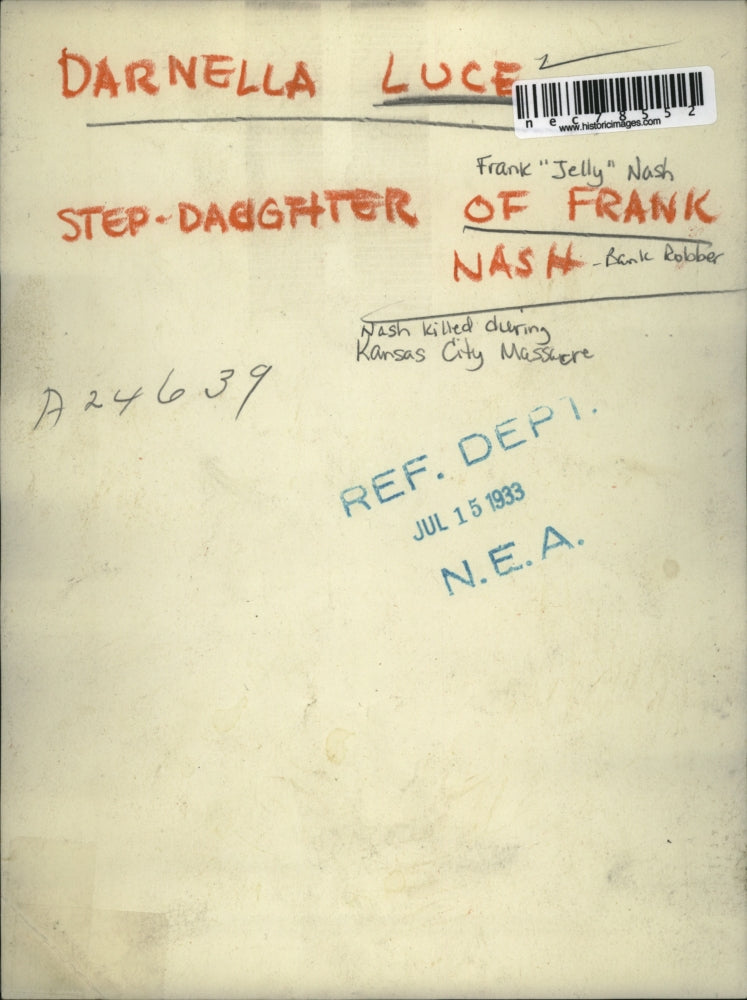 DARNELLA LUCE
nec78552
www.historicimages.com
Frank "Jelly" Nash
STEP-DAUGHTER OF FRANK
NASH - Bank Robber
Nash killed during
Kansas City Massacre
A24639
REF. DEPT.
JUL 15 1933
N.E.A.